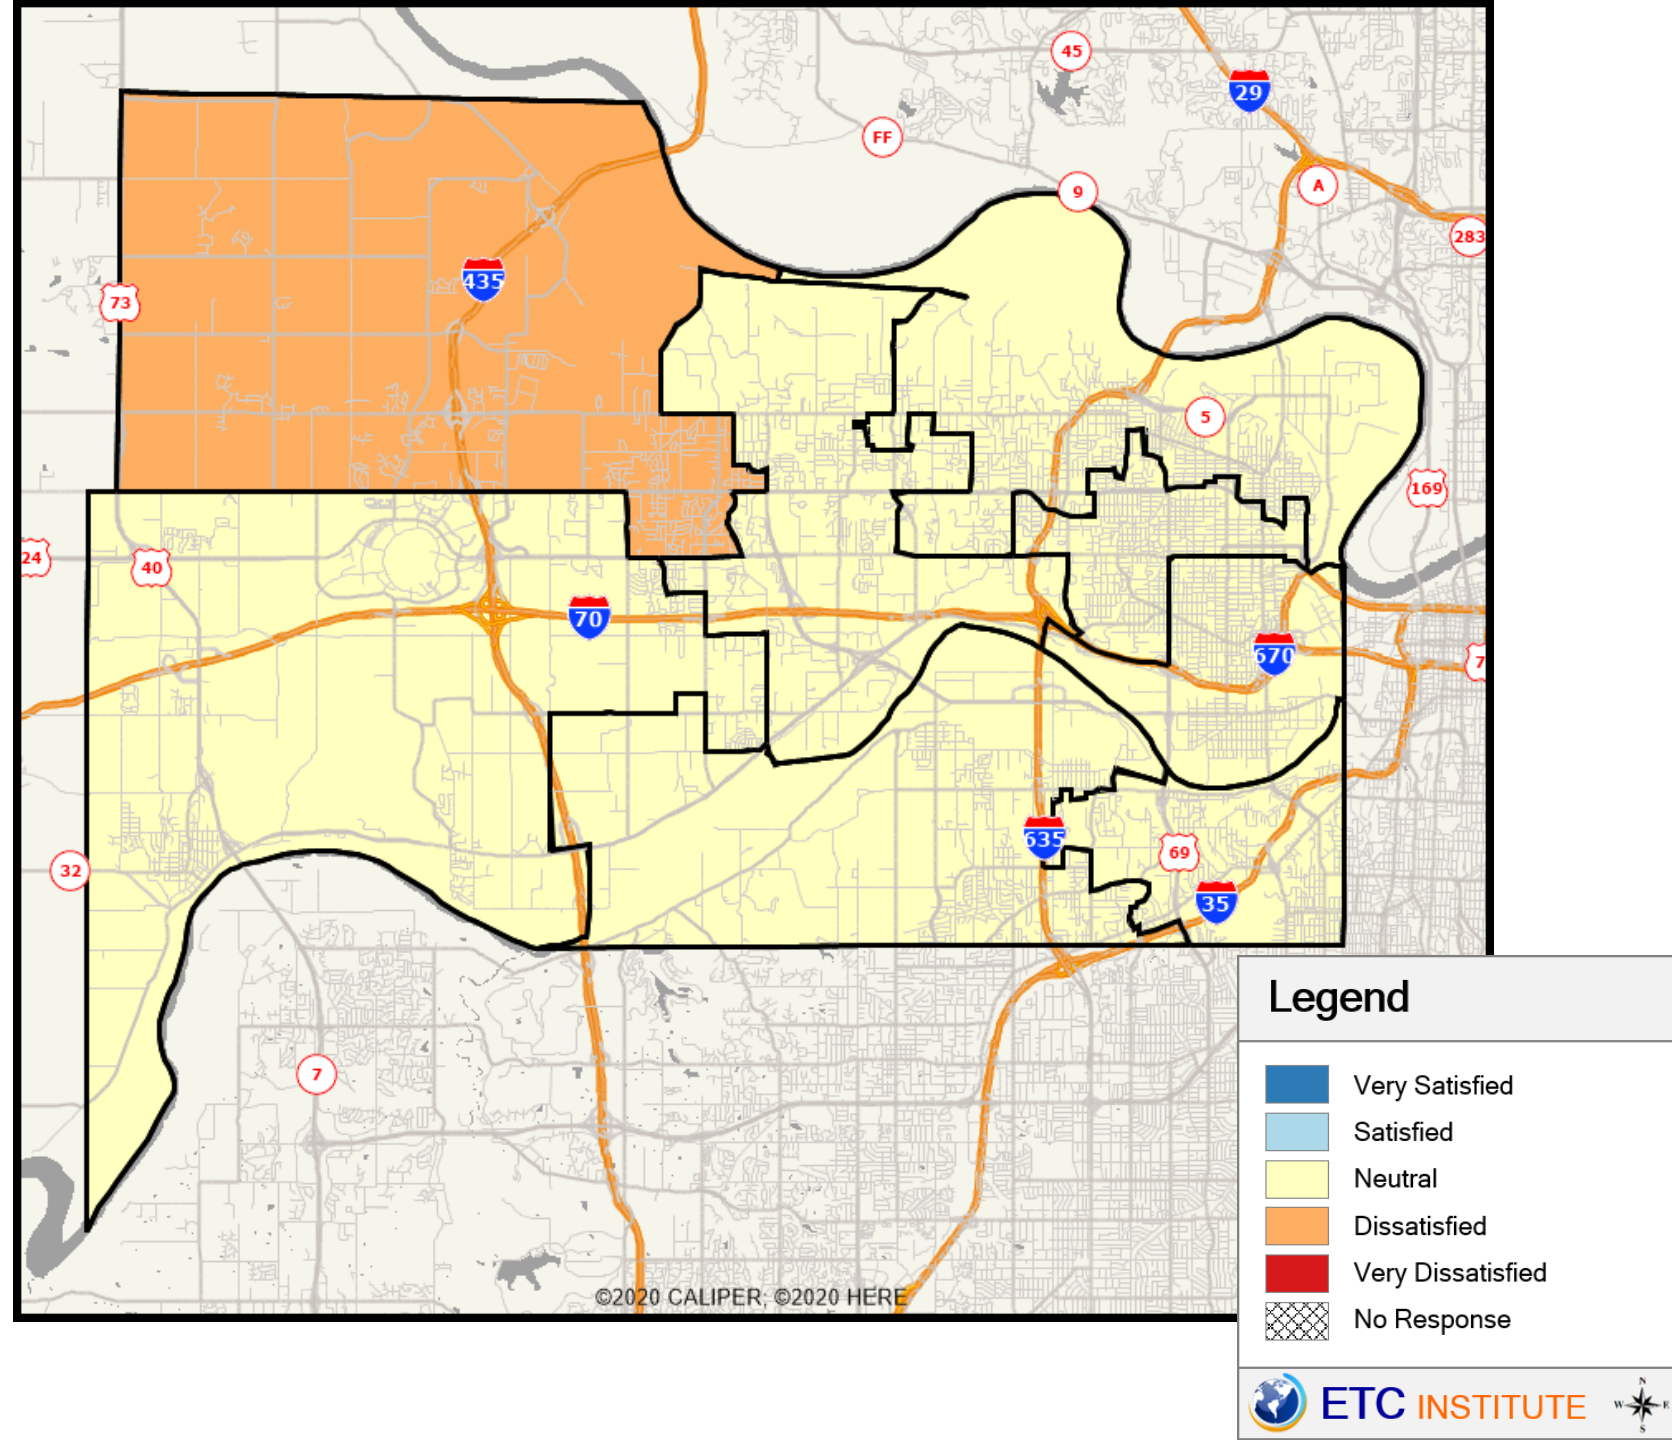 45
29
FF
A
9
283
435
73
5
169
24
40
70
670
7
635
69
32
35
7
©2020 CALIPER; ©2020 HERE
Legend
Very Satisfied
Satisfied
Neutral
Dissatisfied
Very Dissatisfied
No Response
ETC INSTITUTE
N
W E
S